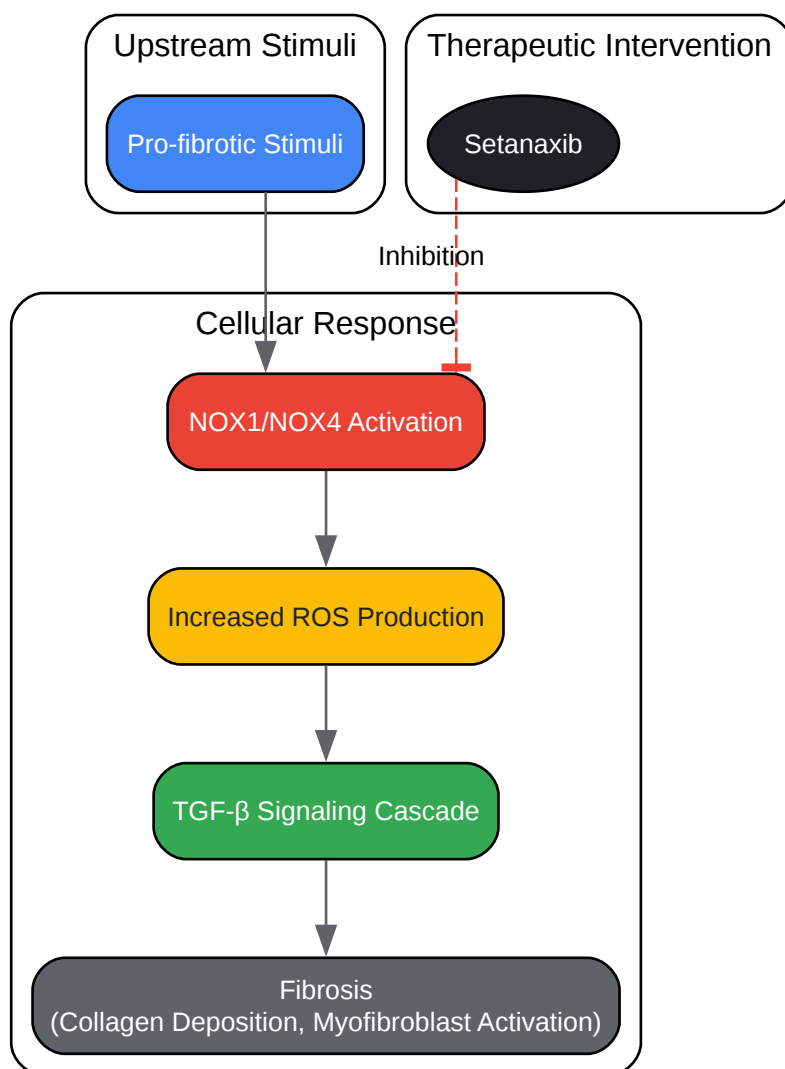 Upstream Stimuli
Therapeutic Intervention
Pro-fibrotic Stimuli
Setanaxib
Inhibition
Cellular Response
NOX1/NOX4 Activation
Increased ROS Production
TGF-β Signaling Cascade
Fibrosis
(Collagen Deposition, Myofibroblast Activation)